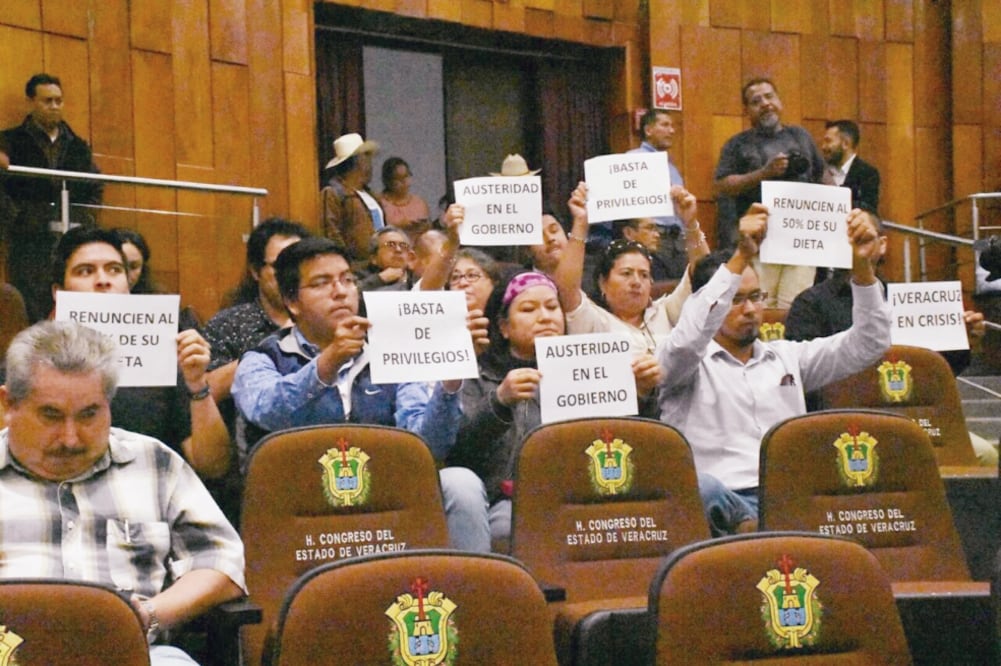 AUSTERIDAD
EN EL
GOBIERNO
¡BASTA
DE
PRIVILEGIOS!
RENUNCIEN AL
50% DE SU
DIETA
RENUNCIEN AL
DE SU
¡BASTA
DE
PRIVILEGIOS!
AUSTERIDAD
EN EL
GOBIERNO
¡VERACRUZ
EN CRISIS!
H. CONGRESO DEL
ESTADO DE VERACRUZ
H. CONGRESO DEL
ESTADO DE VERACRUZ
H. CONGRESO DEL
ESTADO DE VERACRUZ